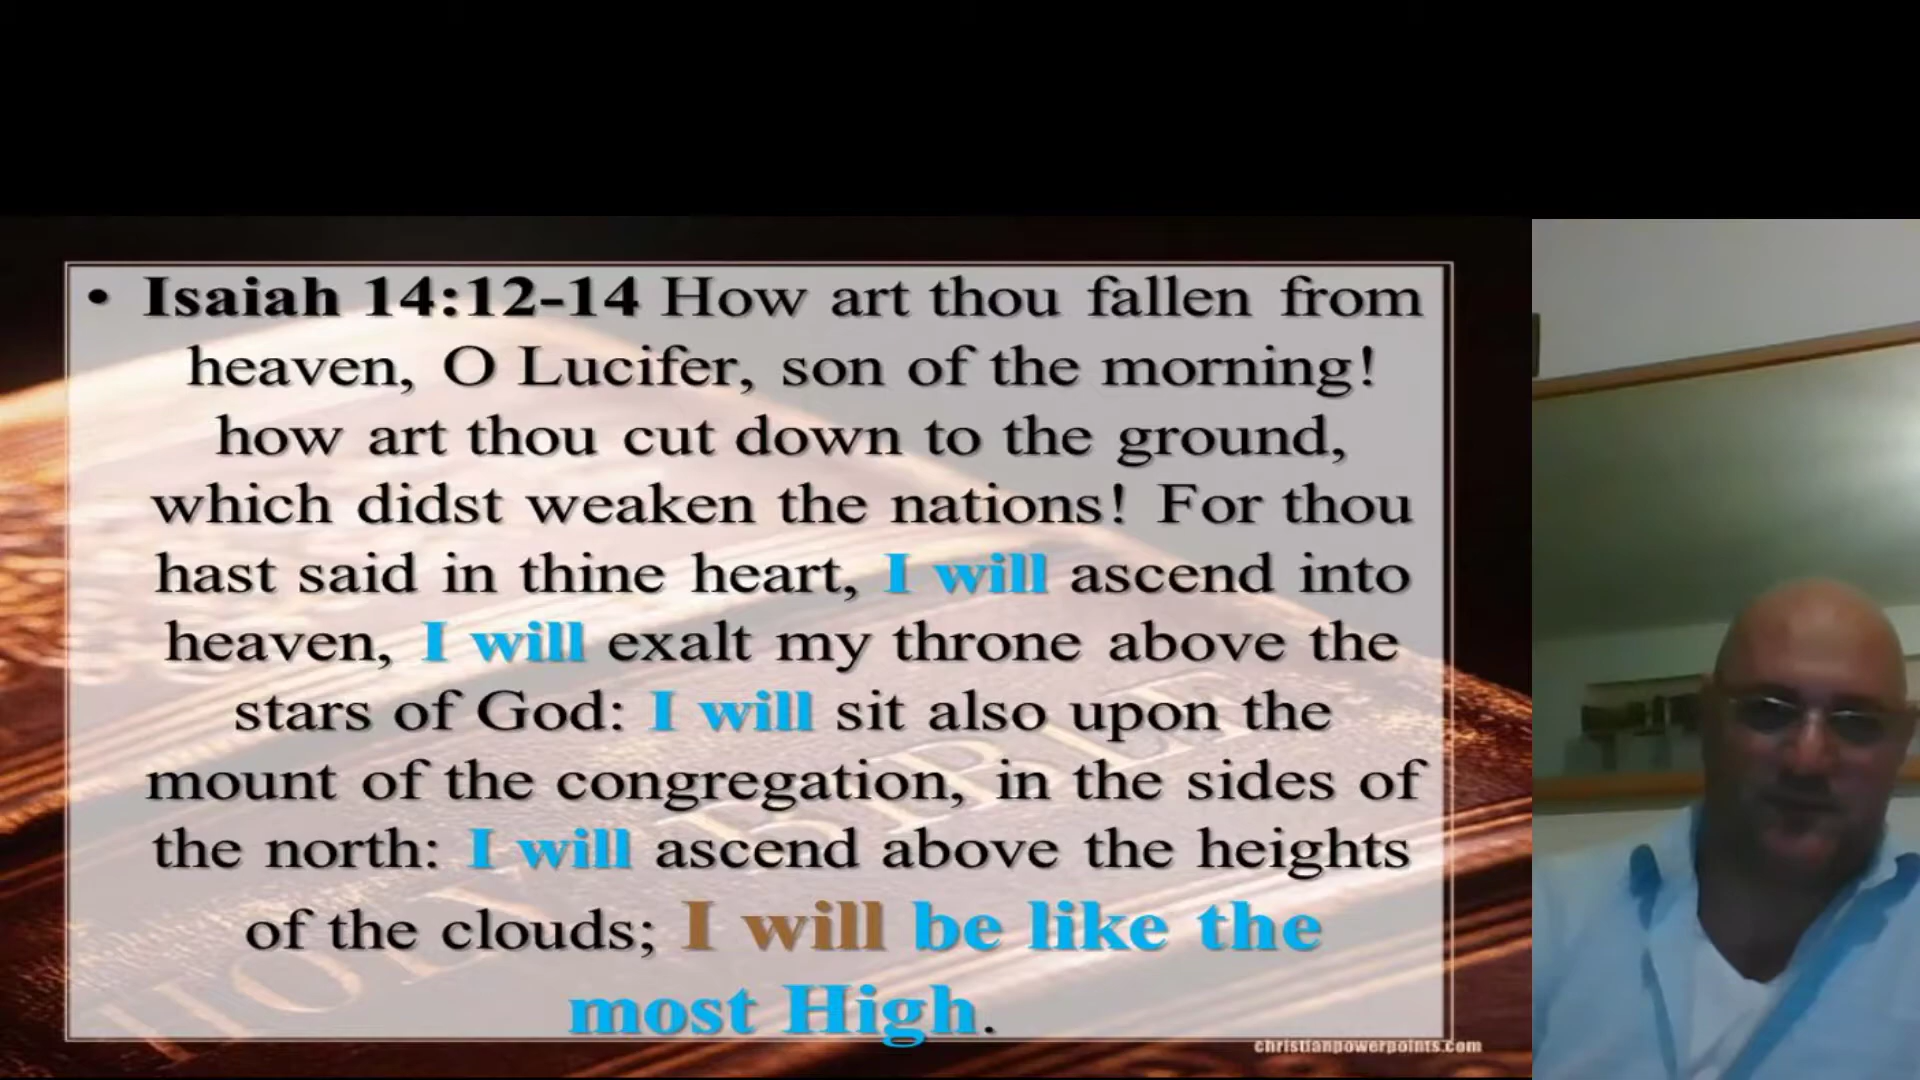 • Isaiah 14:12-14 How art thou fallen from
heaven, O Lucifer, son of the morning!
how art thou cut down to the ground,
which didst weaken the nations! For thou
hast said in thine heart, I will ascend into
heaven, I will exalt my throne above the
stars of God: I will sit also upon the
mount of the congregation, in the sides of
the north: I will ascend above the heights
of the clouds; I will be like the
most High.
HOLY BIBLE
christianpowerpoints.com